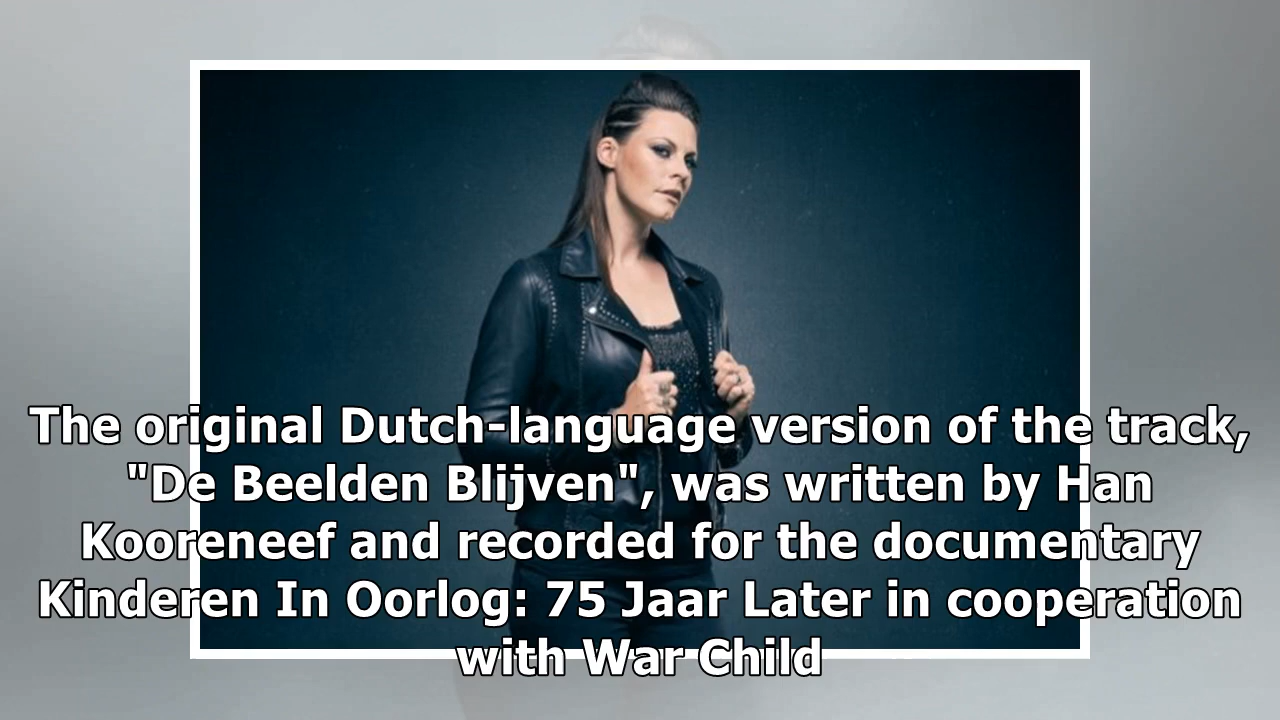 The original Dutch-language version of the track,
"De Beelden Blijven", was written by Han
Kooreneef and recorded for the documentary
Kinderen In Oorlog: 75 Jaar Later in cooperation
with War Child